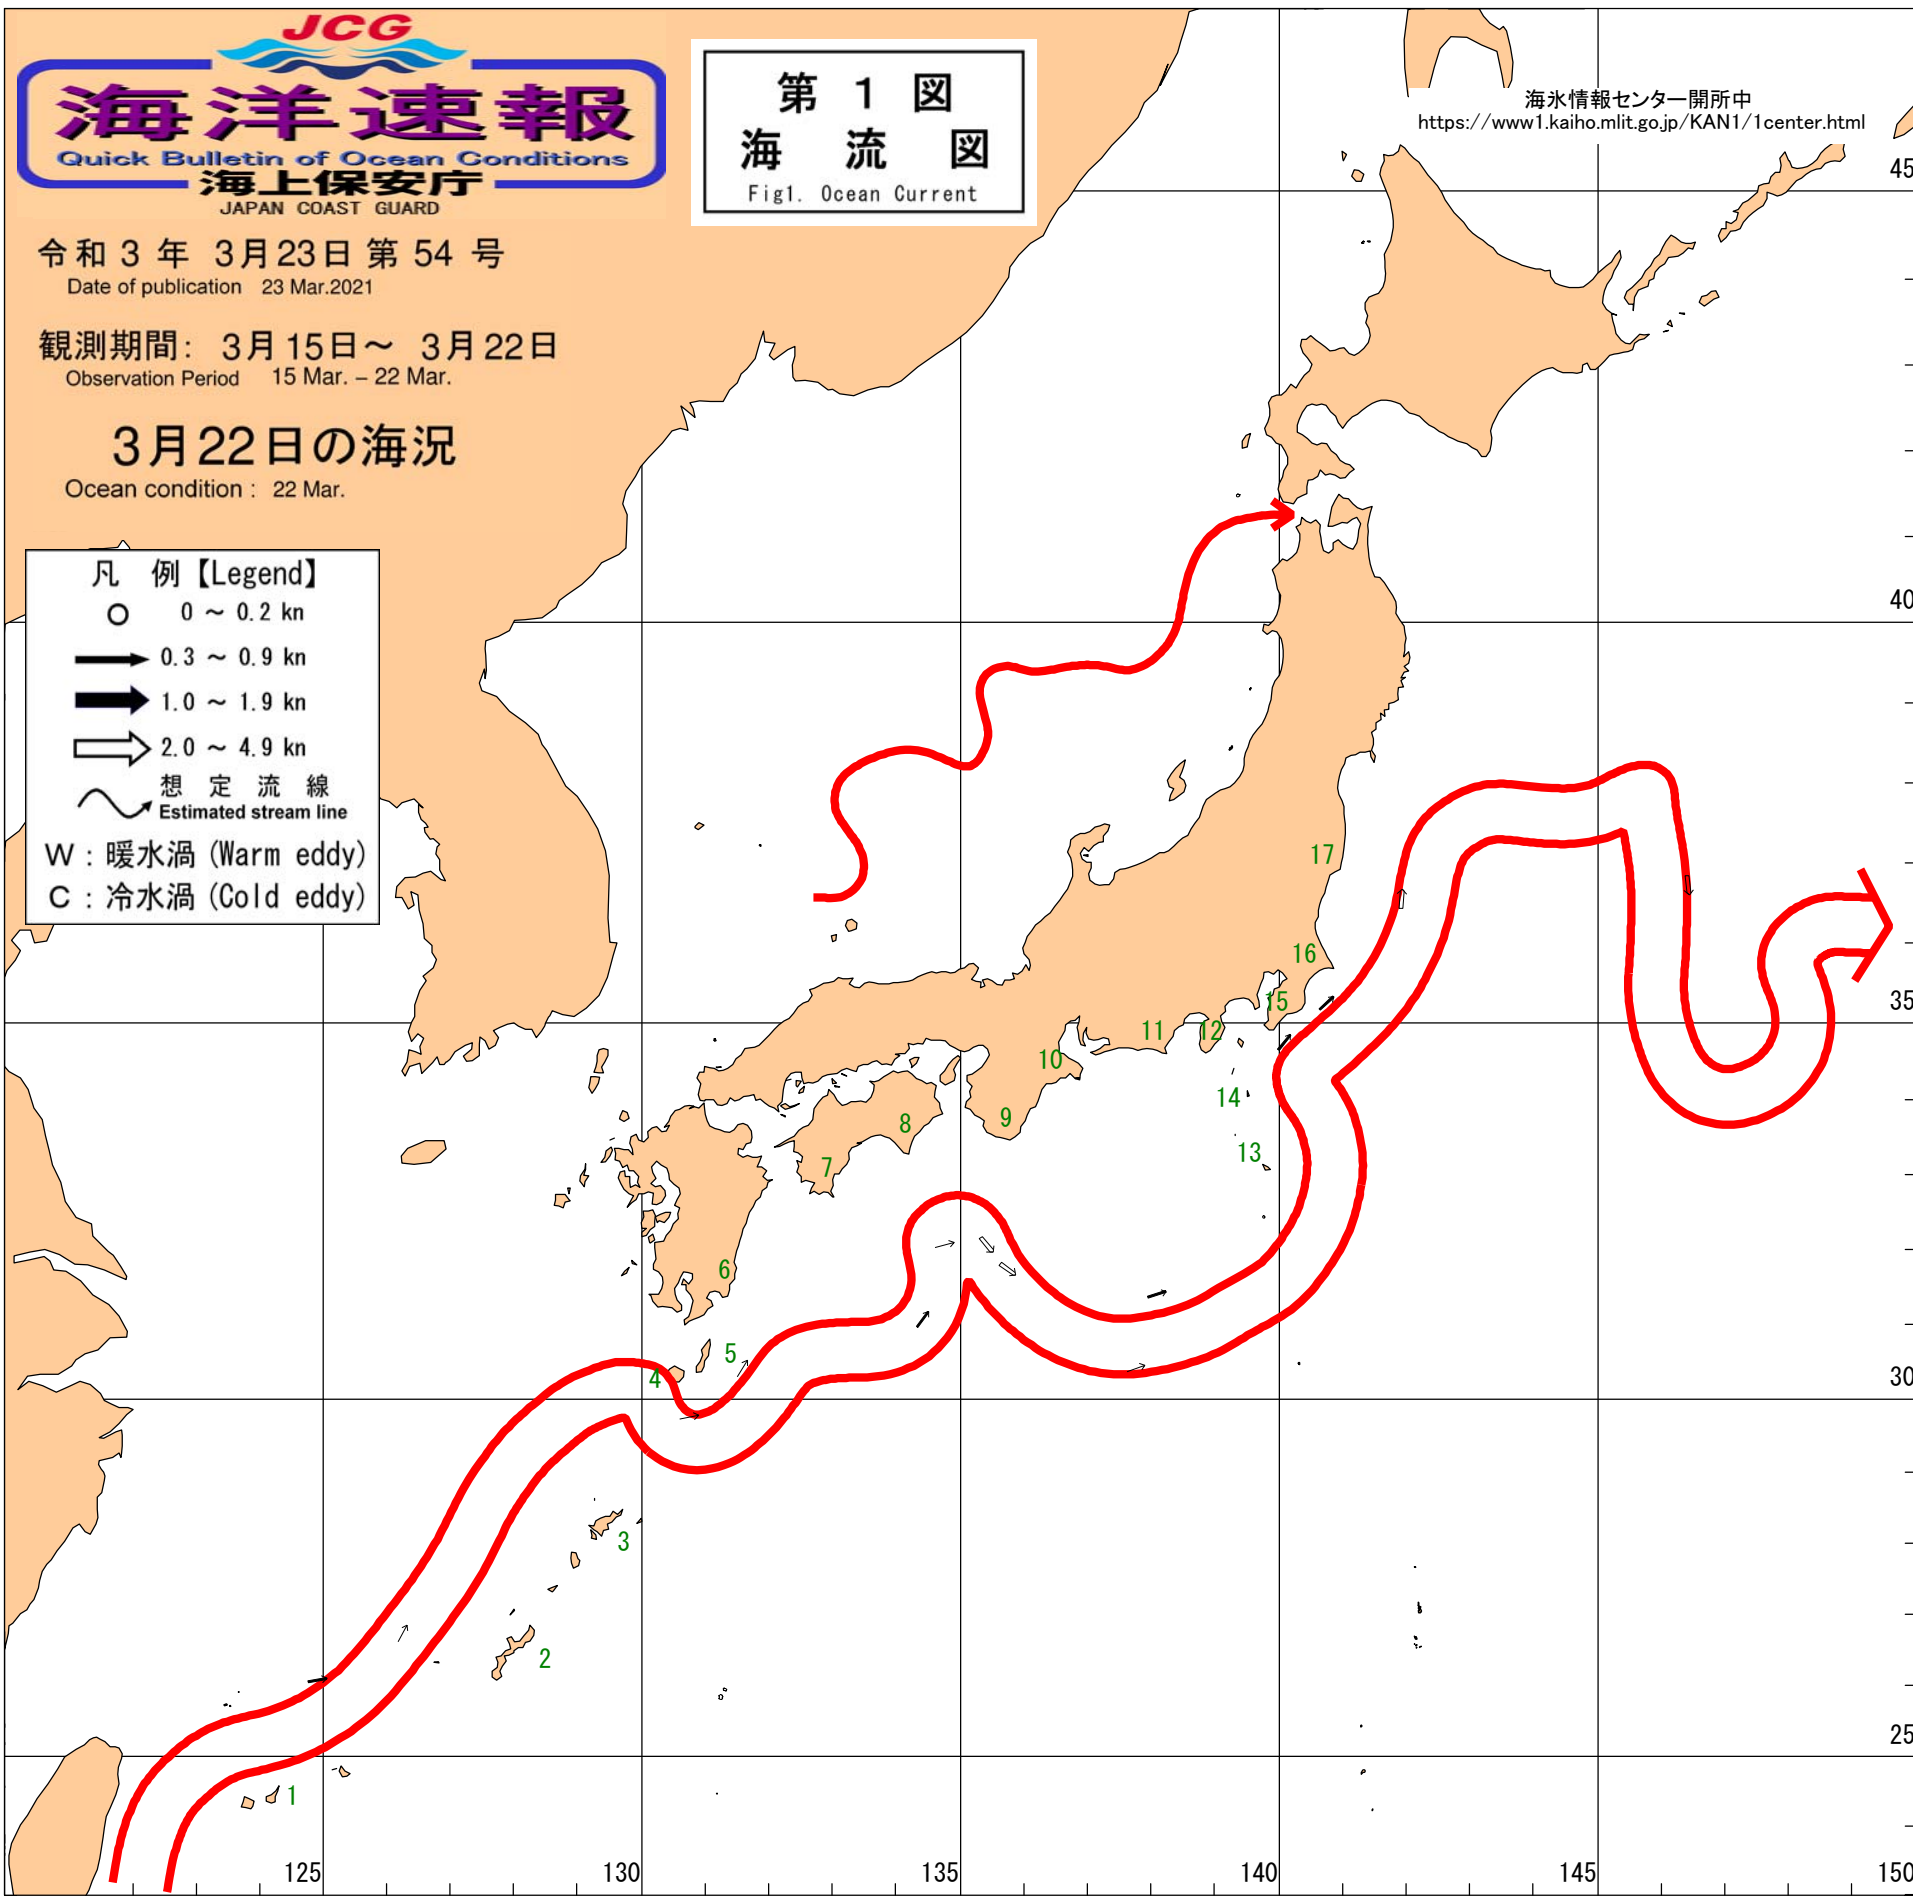 JCG
海洋速報
Quick Bulletin of Ocean Conditions
海上保安庁
JAPAN COAST GUARD
第 1 図
海 流 図
Fig1. Ocean Current
海氷情報センター開所中
https://www1.kaiho.mlit.go.jp/KAN1/1center.html
令和 3 年 3月23日 第 54 号
Date of publication 23 Mar.2021
観測期間: 3月15日～ 3月22日
Observation Period 15 Mar. – 22 Mar.
3月22日の海況
Ocean condition : 22 Mar.
凡 例【Legend】
0 ～ 0.2 kn
0.3 ～ 0.9 kn
1.0 ～ 1.9 kn
2.0 ～ 4.9 kn
想 定 流 線
Estimated stream line
W : 暖水渦 (Warm eddy)
C : 冷水渦 (Cold eddy)
45
40
17
16
35
15
12
11
10
14
9
8
13
7
6
5
4
30
3
2
25
1
125
130
135
140
145
150